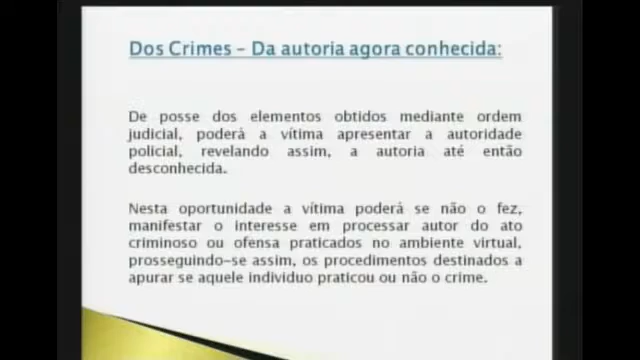 Dos Crimes – Da autoria agora conhecida:
De posse dos elementos obtidos mediante ordem
judicial, poderá a vítima apresentar a autoridade
policial, revelando assim, a autoria até então
desconhecida.
Nesta oportunidade a vítima poderá se não o fez,
manifestar o interesse em processar autor do ato
criminoso ou ofensa praticados no ambiente virtual,
prosseguindo-se assim, os procedimentos destinados a
apurar se aquele individuo praticou ou não o crime.